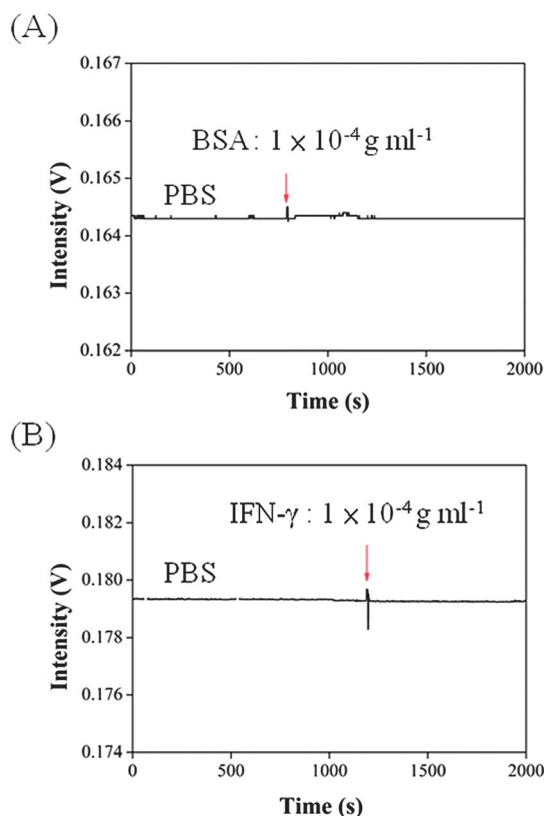 (A)
0.167
0.166
BSA : 1 × 10-4 g ml-1
0.165
PBS
0.164
0.163
0.162
0 500 1000 1500 2000
Intensity (V)
Time (s)
(B)
0.184
0.182
IFN-γ : 1 × 10-4 g ml-1
0.180
PBS
0.178
0.176
0.174
0 500 1000 1500 2000
Intensity (V)
Time (s)